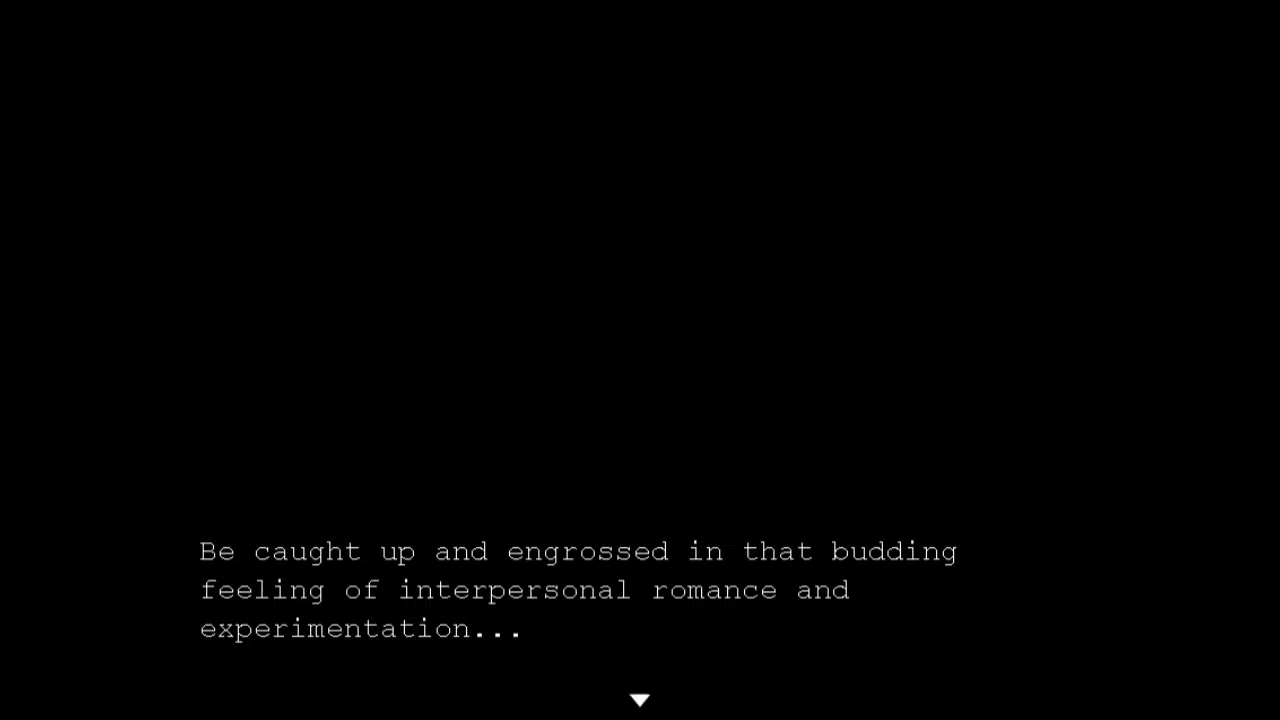 Be caught up and engrossed in that budding
feeling of interpersonal romance and
experimentation...